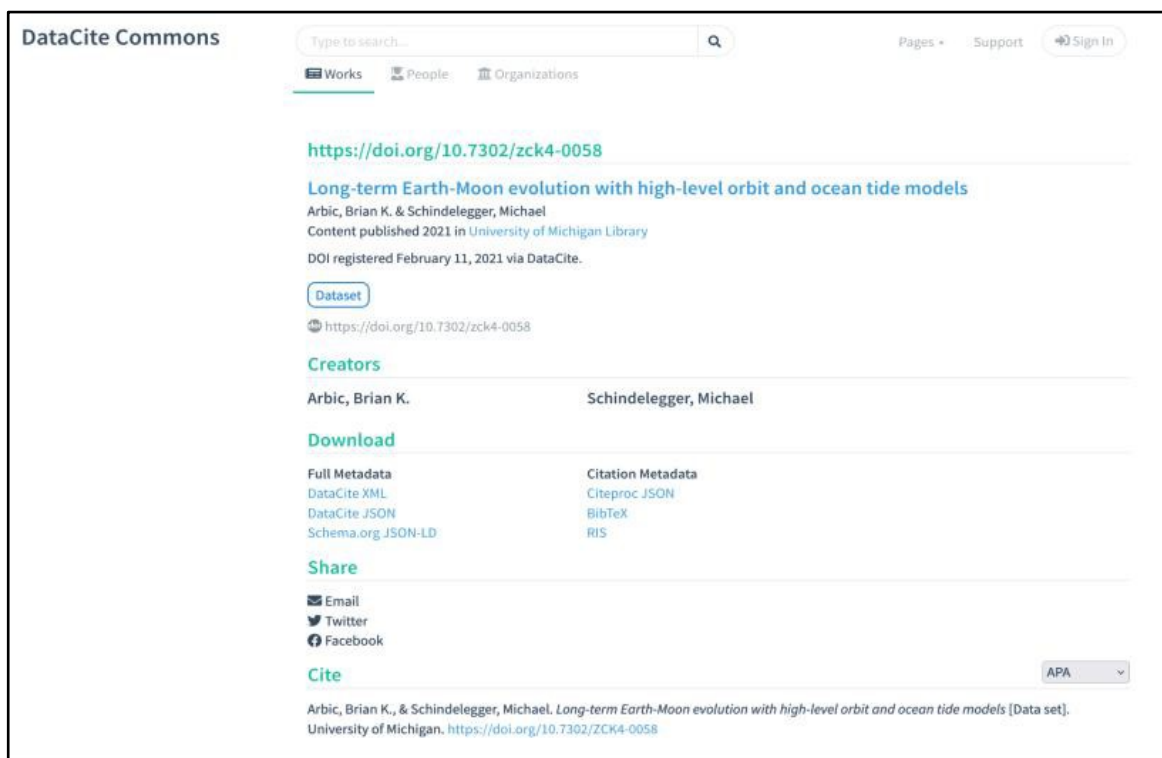 DataCite Commons
Type to search...
Pages
Support
Sign In
Works
People
Organizations
https://doi.org/10.7302/zck4-0058
Long-term Earth-Moon evolution with high-level orbit and ocean tide models
Arbic, Brian K. & Schindelegger, Michael
Content published 2021 in University of Michigan Library
DOI registered February 11, 2021 via DataCite.
Dataset
https://doi.org/10.7302/zck4-0058
Creators
Arbic, Brian K.
Schindelegger, Michael
Download
Full Metadata
DataCite XML
DataCite JSON
Schema.org JSON-LD
Citation Metadata
Citeproc JSON
BibTeX
RIS
Share
Email
Twitter
Facebook
Cite
APA
Arbic, Brian K., & Schindelegger, Michael. Long-term Earth-Moon evolution with high-level orbit and ocean tide models [Data set].
University of Michigan. https://doi.org/10.7302/ZCK4-0058